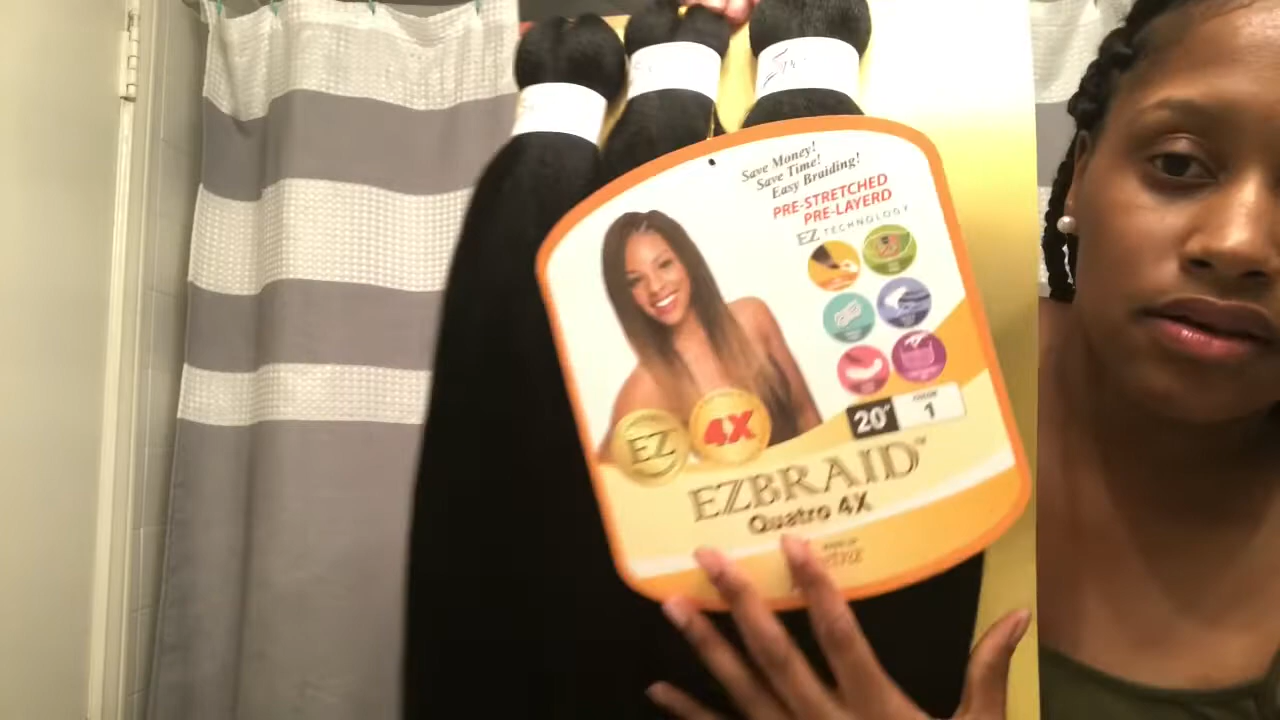 Save Money!
Save Time!
Easy Braiding!
PRE-STRETCHED
PRE-LAYERD
EZ TECHNOLOGY
20" COLOR 1
EZ 4X
EZBRAID™
Quatro 4X